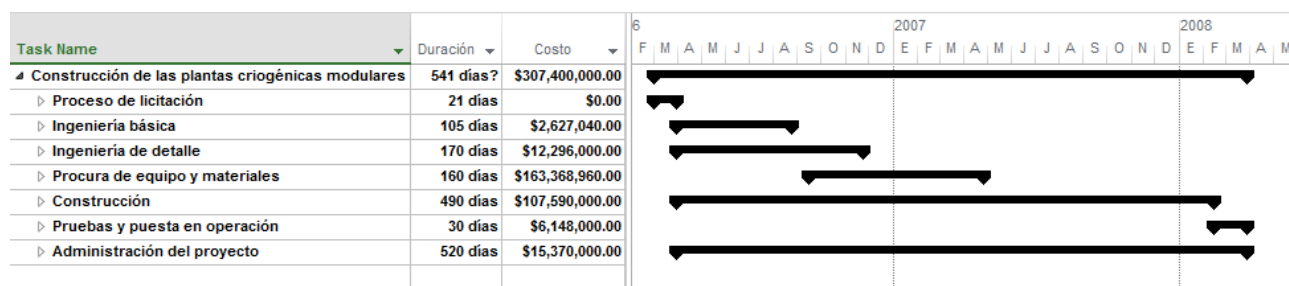 6 2007 2008
Task Name Duración Costo F M A M J J A S O N D E F M A M J J A S O N D E F M A M
Construcción de las plantas criogénicas modulares 541 días? $307,400,000.00
Proceso de licitación 21 días $0.00
Ingeniería básica 105 días $2,627,040.00
Ingeniería de detalle 170 días $12,296,000.00
Procura de equipo y materiales 160 días $163,368,960.00
Construcción 490 días $107,590,000.00
Pruebas y puesta en operación 30 días $6,148,000.00
Administración del proyecto 520 días $15,370,000.00